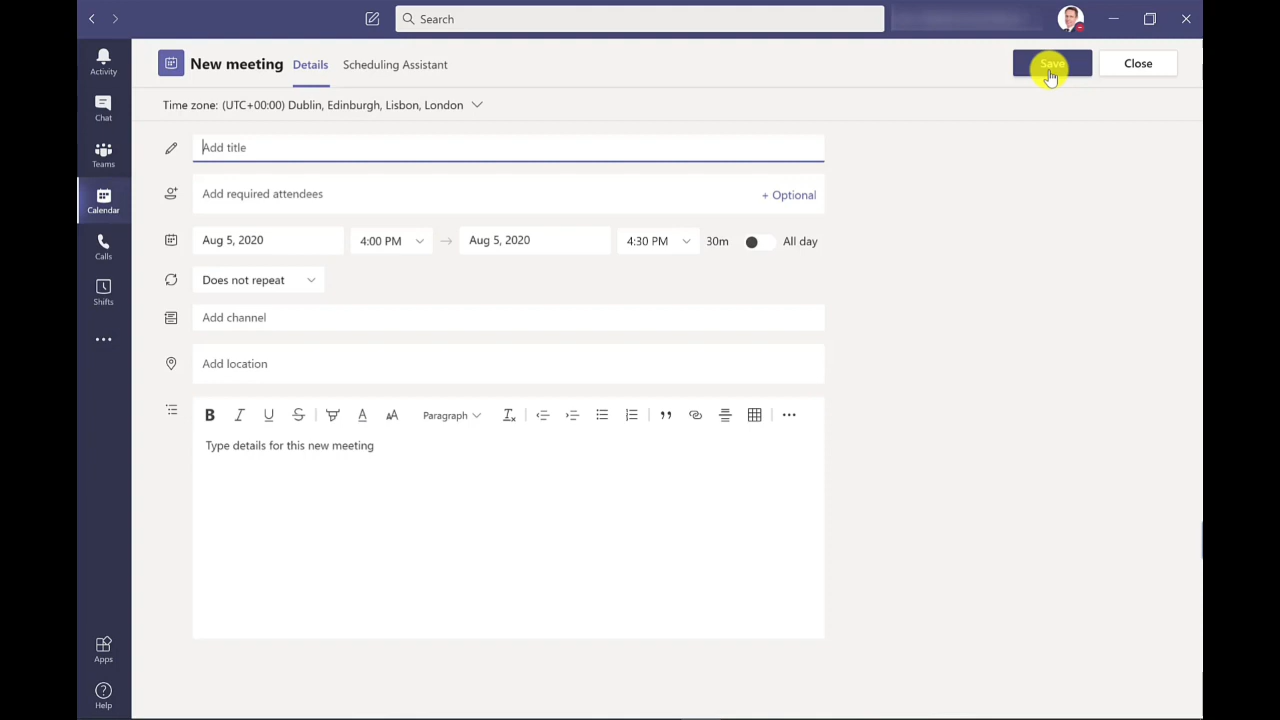 Search
Activity
Chat
Teams
Calendar
Calls
Shifts
Apps
Help
New meeting
Details
Scheduling Assistant
Save
Close
Time zone: (UTC+00:00) Dublin, Edinburgh, Lisbon, London
Add title
Add required attendees
+ Optional
Aug 5, 2020
4:00 PM
Aug 5, 2020
4:30 PM
30m
All day
Does not repeat
Add channel
Add location
B I U S A AA Paragraph
Type details for this new meeting